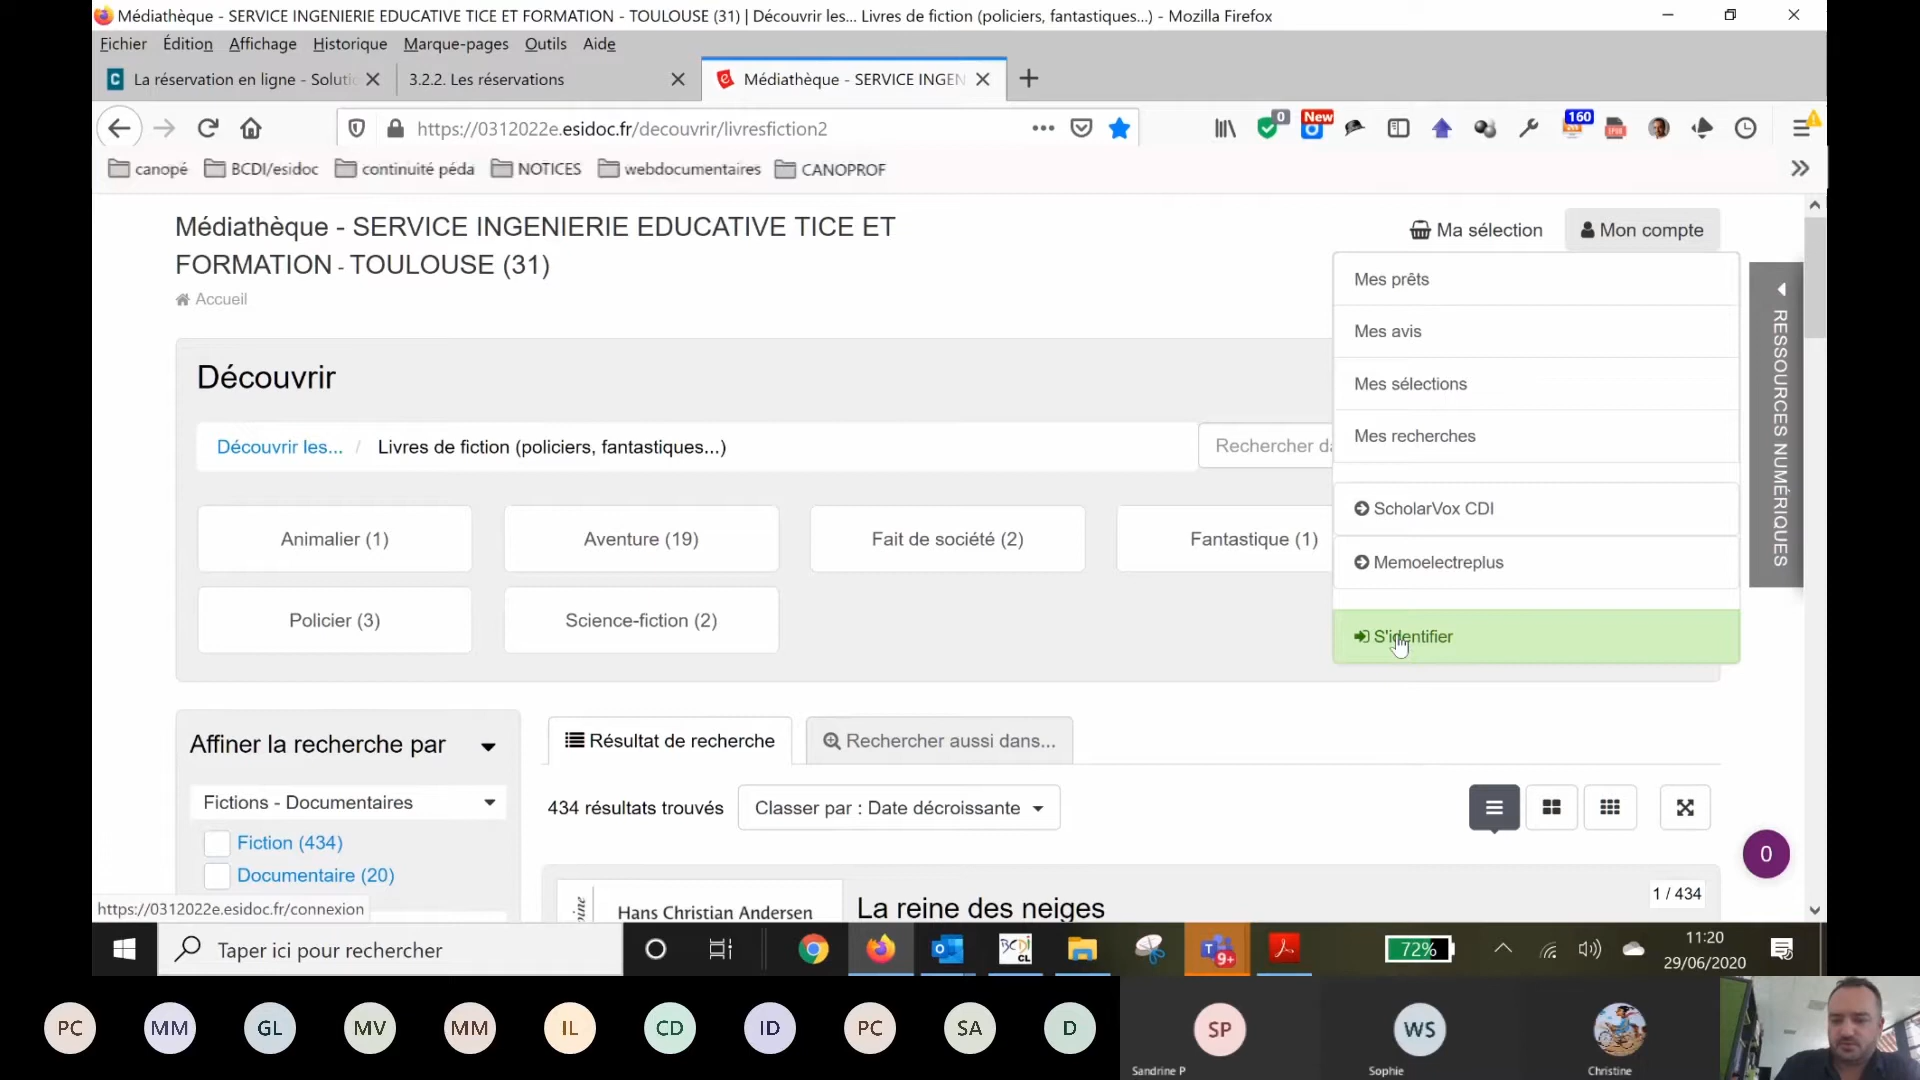 Médiathèque - SERVICE INGENIERIE EDUCATIVE TICE ET FORMATION - TOULOUSE (31) | Découvrir les... Livres de fiction (policiers, fantastiques...) - Mozilla Firefox
Fichier Édition Affichage Historique Marque-pages Outils Aide
La réservation en ligne - Soluti
3.2.2. Les réservations
Médiathèque - SERVICE INGEN
https://0312022e.esidoc.fr/decouvrir/livresfiction2
0
New
160
canopé
BCDI/esidoc
continuité péda
NOTICES
webdocumentaires
CANOPROF
Médiathèque - SERVICE INGENIERIE EDUCATIVE TICE ET
FORMATION - TOULOUSE (31)
Accueil
Ma sélection
Mon compte
Mes prêts
Mes avis
Mes sélections
Mes recherches
ScholarVox CDI
Memoelectreplus
S'identifier
RESSOURCES NUMÉRIQUES
Découvrir
Découvrir les... / Livres de fiction (policiers, fantastiques...)
Rechercher da
Animalier (1)
Aventure (19)
Fait de société (2)
Fantastique (1)
Policier (3)
Science-fiction (2)
Affiner la recherche par
Fictions - Documentaires
Fiction (434)
Documentaire (20)
Résultat de recherche
Rechercher aussi dans...
434 résultats trouvés
Classer par : Date décroissante
0
1 / 434
Hans Christian Andersen
La reine des neiges
https://0312022e.esidoc.fr/connexion
Taper ici pour rechercher
BCDI
CL
9+
72%
11:20
29/06/2020
PC MM GL MV MM IL CD ID PC SA D SP WS
Sandrine P
Sophie
Christine